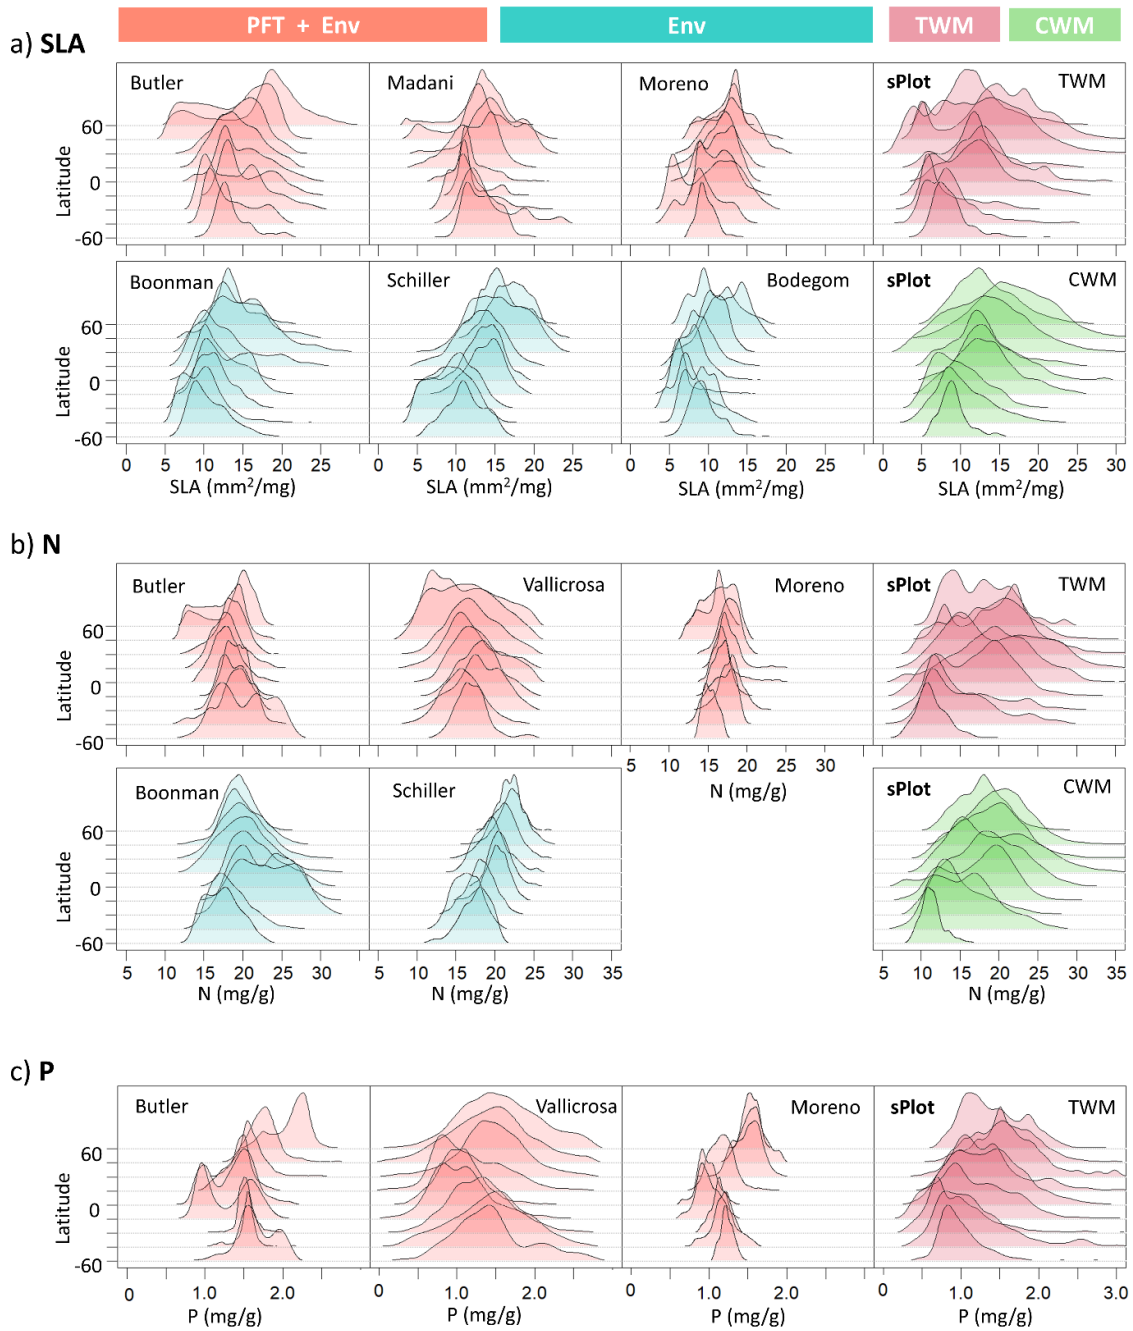 PFT + Env Env TWM CWM
a) SLA
Butler Madani Moreno sPlot TWM
Latitude
60
0
-60
Boonman Schiller Bodegom sPlot CWM
Latitude
60
0
-60
0 5 10 15 20 25 0 5 10 15 20 25 0 5 10 15 20 25 0 5 10 15 20 25 30
SLA (mm2/mg) SLA (mm2/mg) SLA (mm2/mg) SLA (mm2/mg)
b) N
Butler Vallicrosa Moreno sPlot TWM
Latitude
60
0
-60
5 10 15 20 25 30
N (mg/g)
Boonman Schiller sPlot CWM
Latitude
60
0
-60
5 10 15 20 25 30 5 10 15 20 25 30 5 10 15 20 25 30 35
N (mg/g) N (mg/g) N (mg/g)
c) P
Butler Vallicrosa Moreno sPlot TWM
Latitude
60
0
-60
0 1.0 2.0 0 1.0 2.0 0 1.0 2.0 0 1.0 2.0 3.0
P (mg/g) P (mg/g) P (mg/g) P (mg/g)